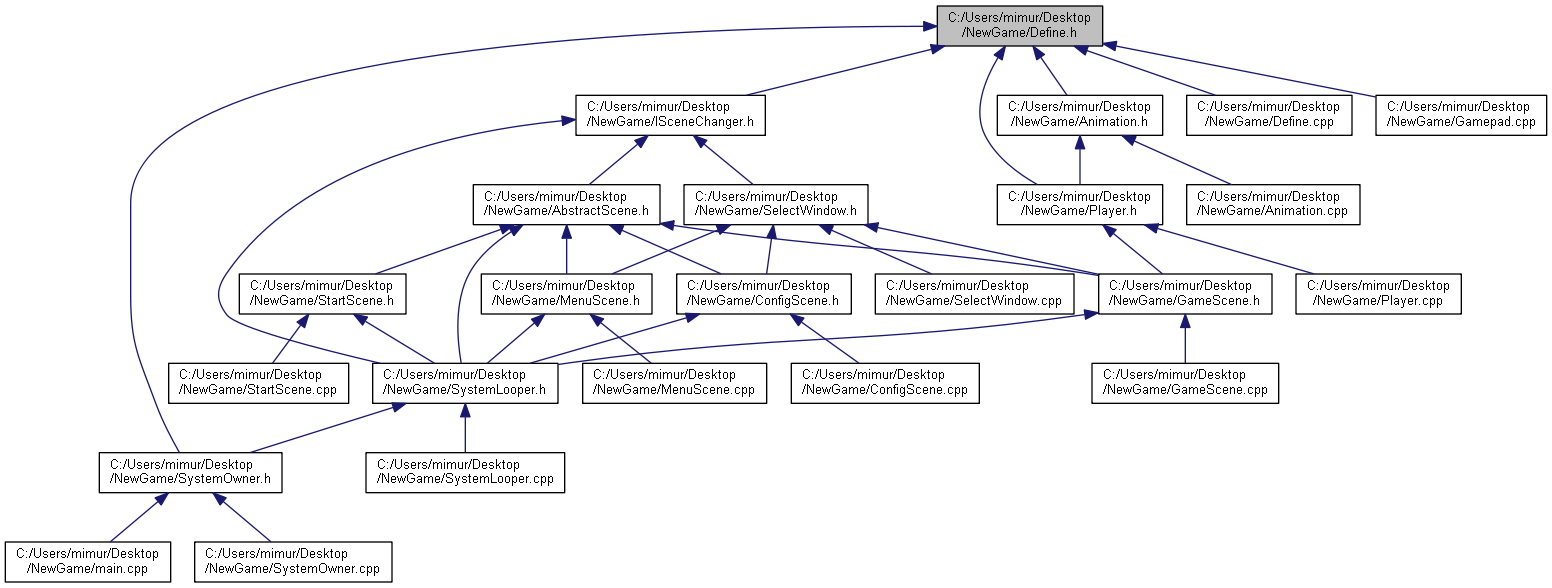 C:/Users/mimur/Desktop
/NewGame/Define.h
C:/Users/mimur/Desktop
/NewGame/ISceneChanger.h
C:/Users/mimur/Desktop
/NewGame/Animation.h
C:/Users/mimur/Desktop
/NewGame/Define.cpp
C:/Users/mimur/Desktop
/NewGame/Gamepad.cpp
C:/Users/mimur/Desktop
/NewGame/AbstractScene.h
C:/Users/mimur/Desktop
/NewGame/SelectWindow.h
C:/Users/mimur/Desktop
/NewGame/Player.h
C:/Users/mimur/Desktop
/NewGame/Animation.cpp
C:/Users/mimur/Desktop
/NewGame/StartScene.h
C:/Users/mimur/Desktop
/NewGame/MenuScene.h
C:/Users/mimur/Desktop
/NewGame/ConfigScene.h
C:/Users/mimur/Desktop
/NewGame/SelectWindow.cpp
C:/Users/mimur/Desktop
/NewGame/GameScene.h
C:/Users/mimur/Desktop
/NewGame/Player.cpp
C:/Users/mimur/Desktop
/NewGame/StartScene.cpp
C:/Users/mimur/Desktop
/NewGame/SystemLooper.h
C:/Users/mimur/Desktop
/NewGame/MenuScene.cpp
C:/Users/mimur/Desktop
/NewGame/ConfigScene.cpp
C:/Users/mimur/Desktop
/NewGame/GameScene.cpp
C:/Users/mimur/Desktop
/NewGame/SystemOwner.h
C:/Users/mimur/Desktop
/NewGame/SystemLooper.cpp
C:/Users/mimur/Desktop
/NewGame/main.cpp
C:/Users/mimur/Desktop
/NewGame/SystemOwner.cpp